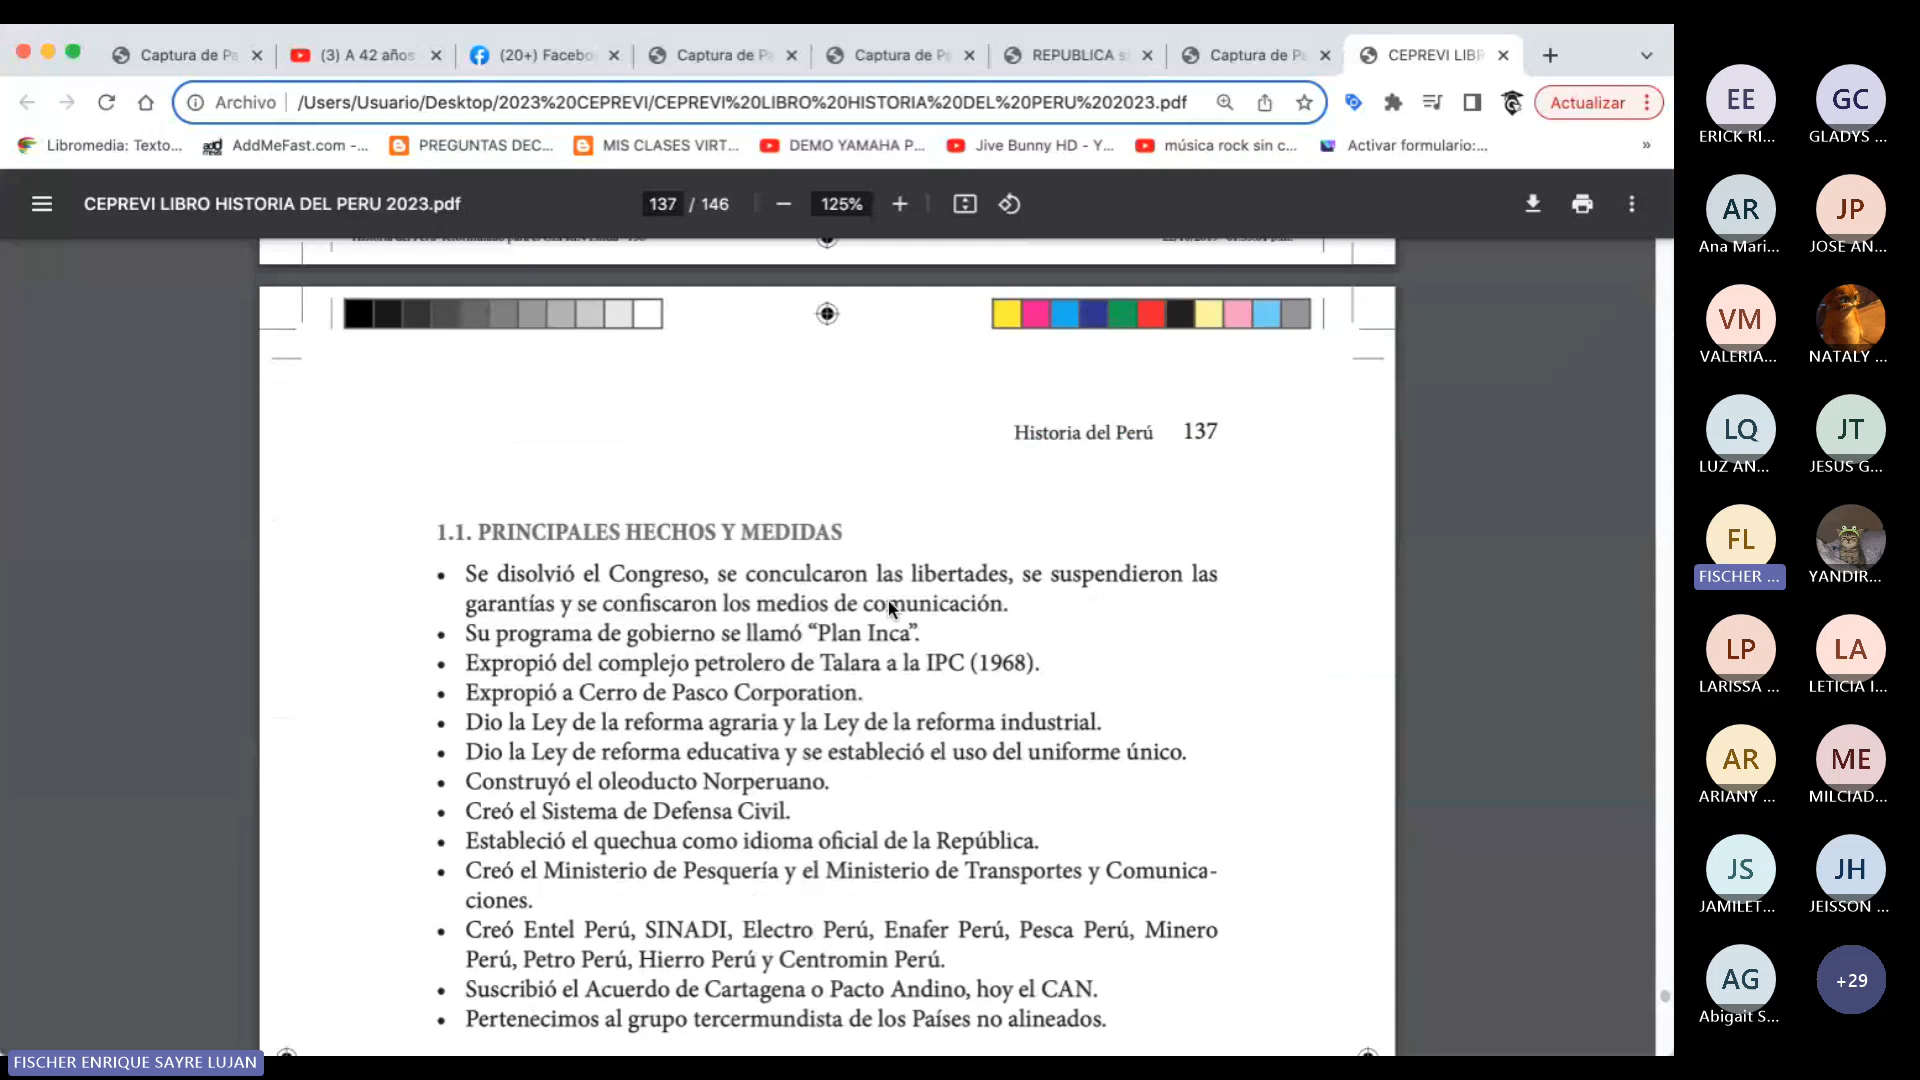 Captura de Pa
(3) A 42 años
(20+) Facebo
Captura de Pa
Captura de Pa
REPUBLICA s
Captura de Pa
CEPREVI LIBR
Archivo
/Users/Usuario/Desktop/2023%20CEPREVI/CEPREVI%20LIBRO%20HISTORIA%20DEL%20PERU%202023.pdf
Actualizar
Libromedia: Texto...
add me AddMeFast.com -...
PREGUNTAS DEC...
MIS CLASES VIRT...
DEMO YAMAHA P...
Jive Bunny HD - Y...
música rock sin c...
Activar formulario:...
»
CEPREVI LIBRO HISTORIA DEL PERU 2023.pdf
137 / 146
125%
Historia del Perú 137
1.1. PRINCIPALES HECHOS Y MEDIDAS
• Se disolvió el Congreso, se conculcaron las libertades, se suspendieron las
garantías y se confiscaron los medios de comunicación.
• Su programa de gobierno se llamó “Plan Inca”.
• Expropió del complejo petrolero de Talara a la IPC (1968).
• Expropió a Cerro de Pasco Corporation.
• Dio la Ley de la reforma agraria y la Ley de la reforma industrial.
• Dio la Ley de reforma educativa y se estableció el uso del uniforme único.
• Construyó el oleoducto Norperuano.
• Creó el Sistema de Defensa Civil.
• Estableció el quechua como idioma oficial de la República.
• Creó el Ministerio de Pesquería y el Ministerio de Transportes y Comunica-
ciones.
• Creó Entel Perú, SINADI, Electro Perú, Enafer Perú, Pesca Perú, Minero
Perú, Petro Perú, Hierro Perú y Centromin Perú.
• Suscribió el Acuerdo de Cartagena o Pacto Andino, hoy el CAN.
• Pertenecimos al grupo tercermundista de los Países no alineados.
FISCHER ENRIQUE SAYRE LUJAN
EE
ERICK RI...
GC
GLADYS ...
AR
Ana Mari...
JP
JOSE AN...
VM
VALERIA...
NATALY ...
LQ
LUZ AN...
JT
JESUS G...
FL
FISCHER ...
YANDIR...
LP
LARISSA ...
LA
LETICIA I...
AR
ARIANY ...
ME
MILCIAD...
JS
JAMILET...
JH
JEISSON ...
AG
Abigait S...
+29